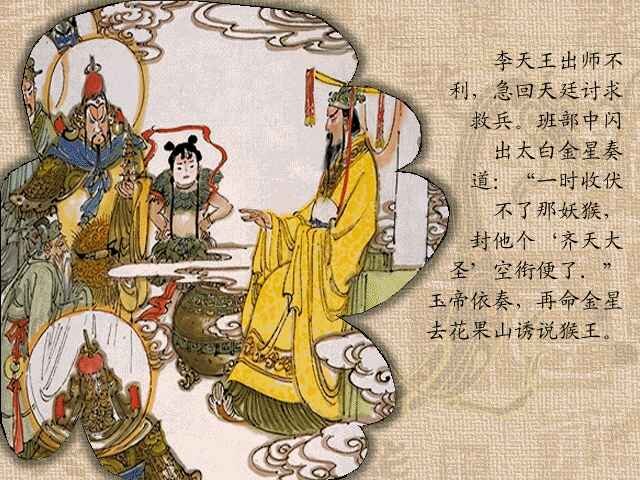 李天王出师不
利，急回天廷讨求
救兵。班部中闪
出太白金星奏
道：“一时收伏
不了那妖猴，
封他个‘齐天大
圣’空衔便了.”
玉帝依奏，再命金星
去花果山诱说猴王。